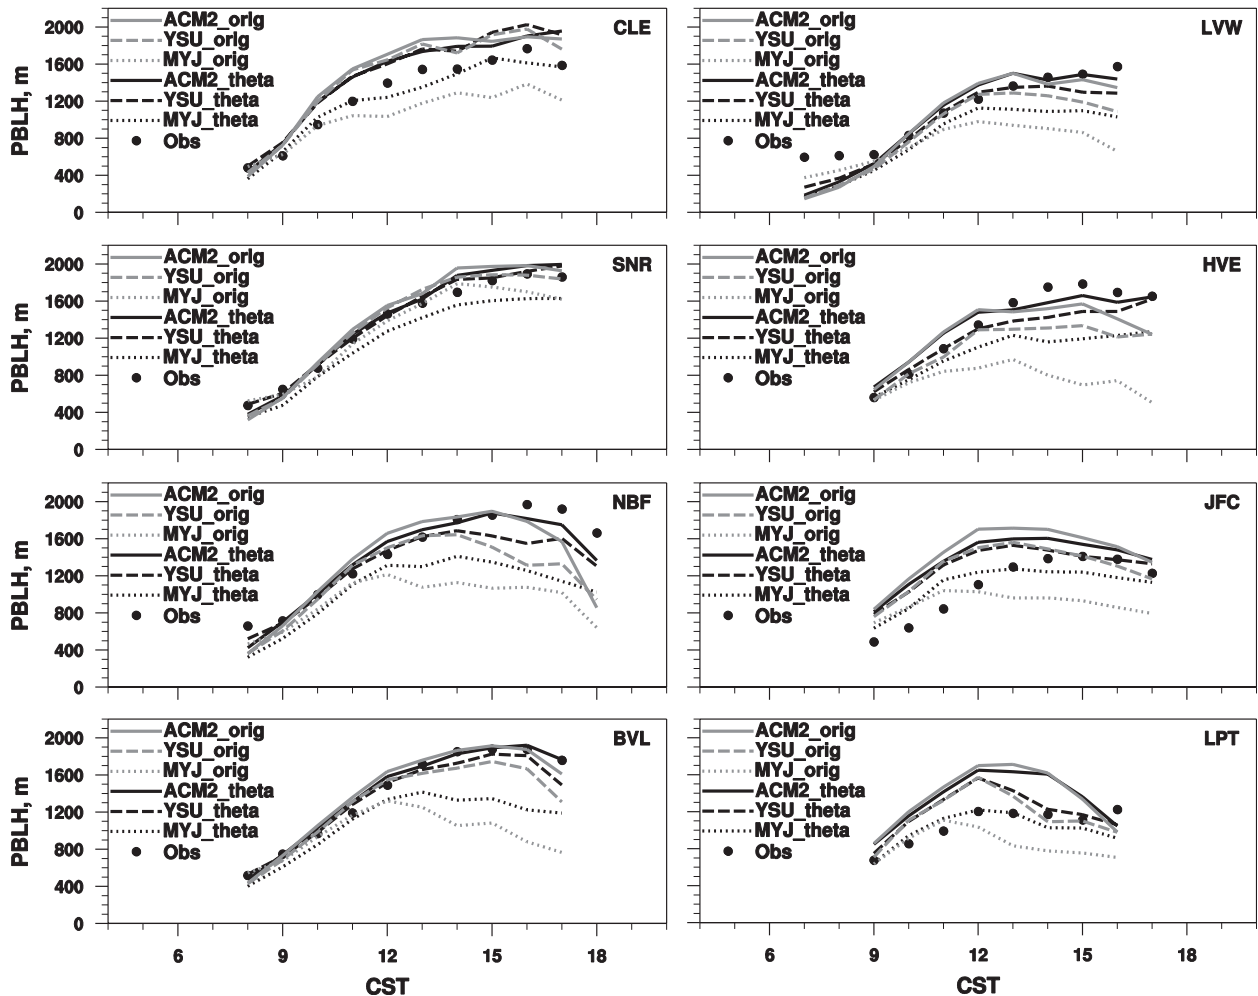 PBLH, m
2000
1600
1200
800
400
0
ACM2_orig
YSU_orig
MYJ_orig
ACM2_theta
YSU_theta
MYJ_theta
Obs
CLE
ACM2_orig
YSU_orig
MYJ_orig
ACM2_theta
YSU_theta
MYJ_theta
Obs
LVW
PBLH, m
2000
1600
1200
800
400
0
ACM2_orig
YSU_orig
MYJ_orig
ACM2_theta
YSU_theta
MYJ_theta
Obs
SNR
ACM2_orig
YSU_orig
MYJ_orig
ACM2_theta
YSU_theta
MYJ_theta
Obs
HVE
PBLH, m
2000
1600
1200
800
400
0
ACM2_orig
YSU_orig
MYJ_orig
ACM2_theta
YSU_theta
MYJ_theta
Obs
NBF
ACM2_orig
YSU_orig
MYJ_orig
ACM2_theta
YSU_theta
MYJ_theta
Obs
JFC
PBLH, m
2000
1600
1200
800
400
0
ACM2_orig
YSU_orig
MYJ_orig
ACM2_theta
YSU_theta
MYJ_theta
Obs
BVL
6 9 12 15 18
CST
ACM2_orig
YSU_orig
MYJ_orig
ACM2_theta
YSU_theta
MYJ_theta
Obs
LPT
6 9 12 15 18
CST